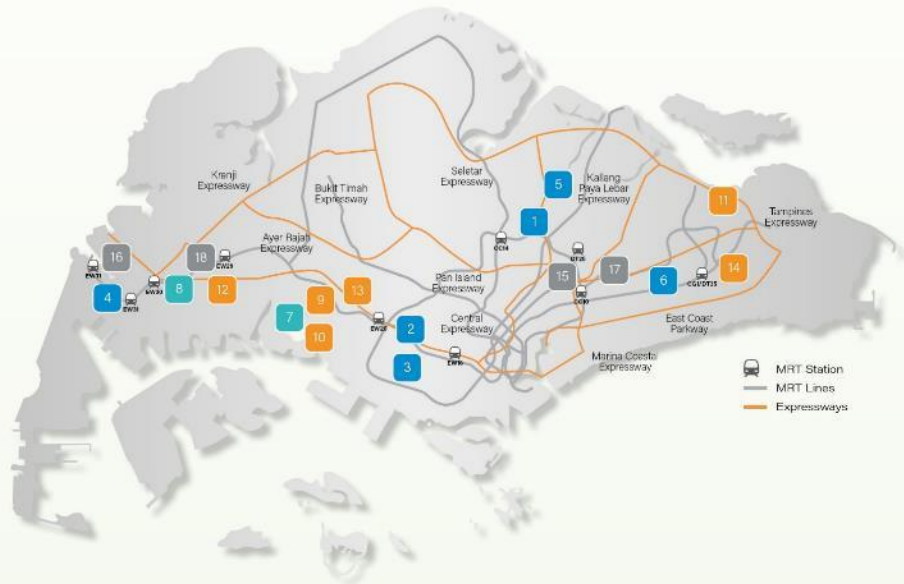 Kranji
Expressway
Bukit Timah
Expressway
Seletar
Expressway
Kallang
Paya Lebar
Expressway
Tampines
Expressway
Ayer Rajah
Expressway
Pan Island
Expressway
Central
Expressway
East Coast
Parkway
Marina Coastal
Expressway
1
2
3
4
5
6
7
8
9
10
11
12
13
14
15
16
17
18
MRT Station
MRT Lines
Expressways